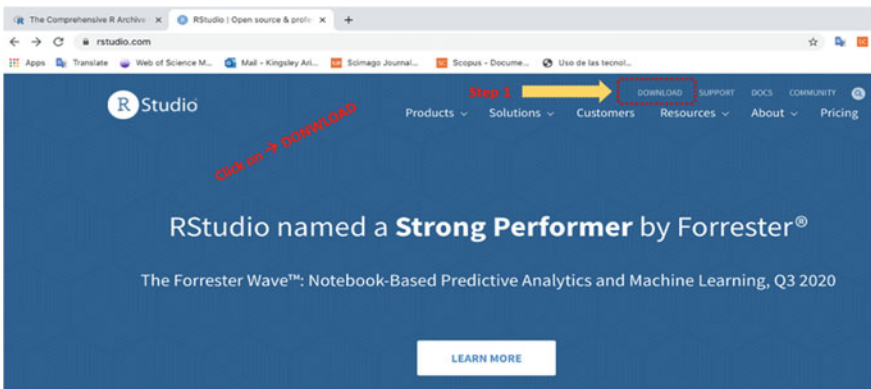 The Comprehensive R Archive
RStudio | Open source & profe
rstudio.com
Apps Translate Web of Science M... Mail - Kingsley Ari... Scimago Journal... Scopus - Docume... Uso de las tecnol...
Step 1 DOWNLOAD SUPPORT DOCS COMMUNITY
R Studio
Products Solutions Customers Resources About Pricing
Click on → DONWLOAD
RStudio named a Strong Performer by Forrester®
The Forrester Wave™: Notebook-Based Predictive Analytics and Machine Learning, Q3 2020
LEARN MORE